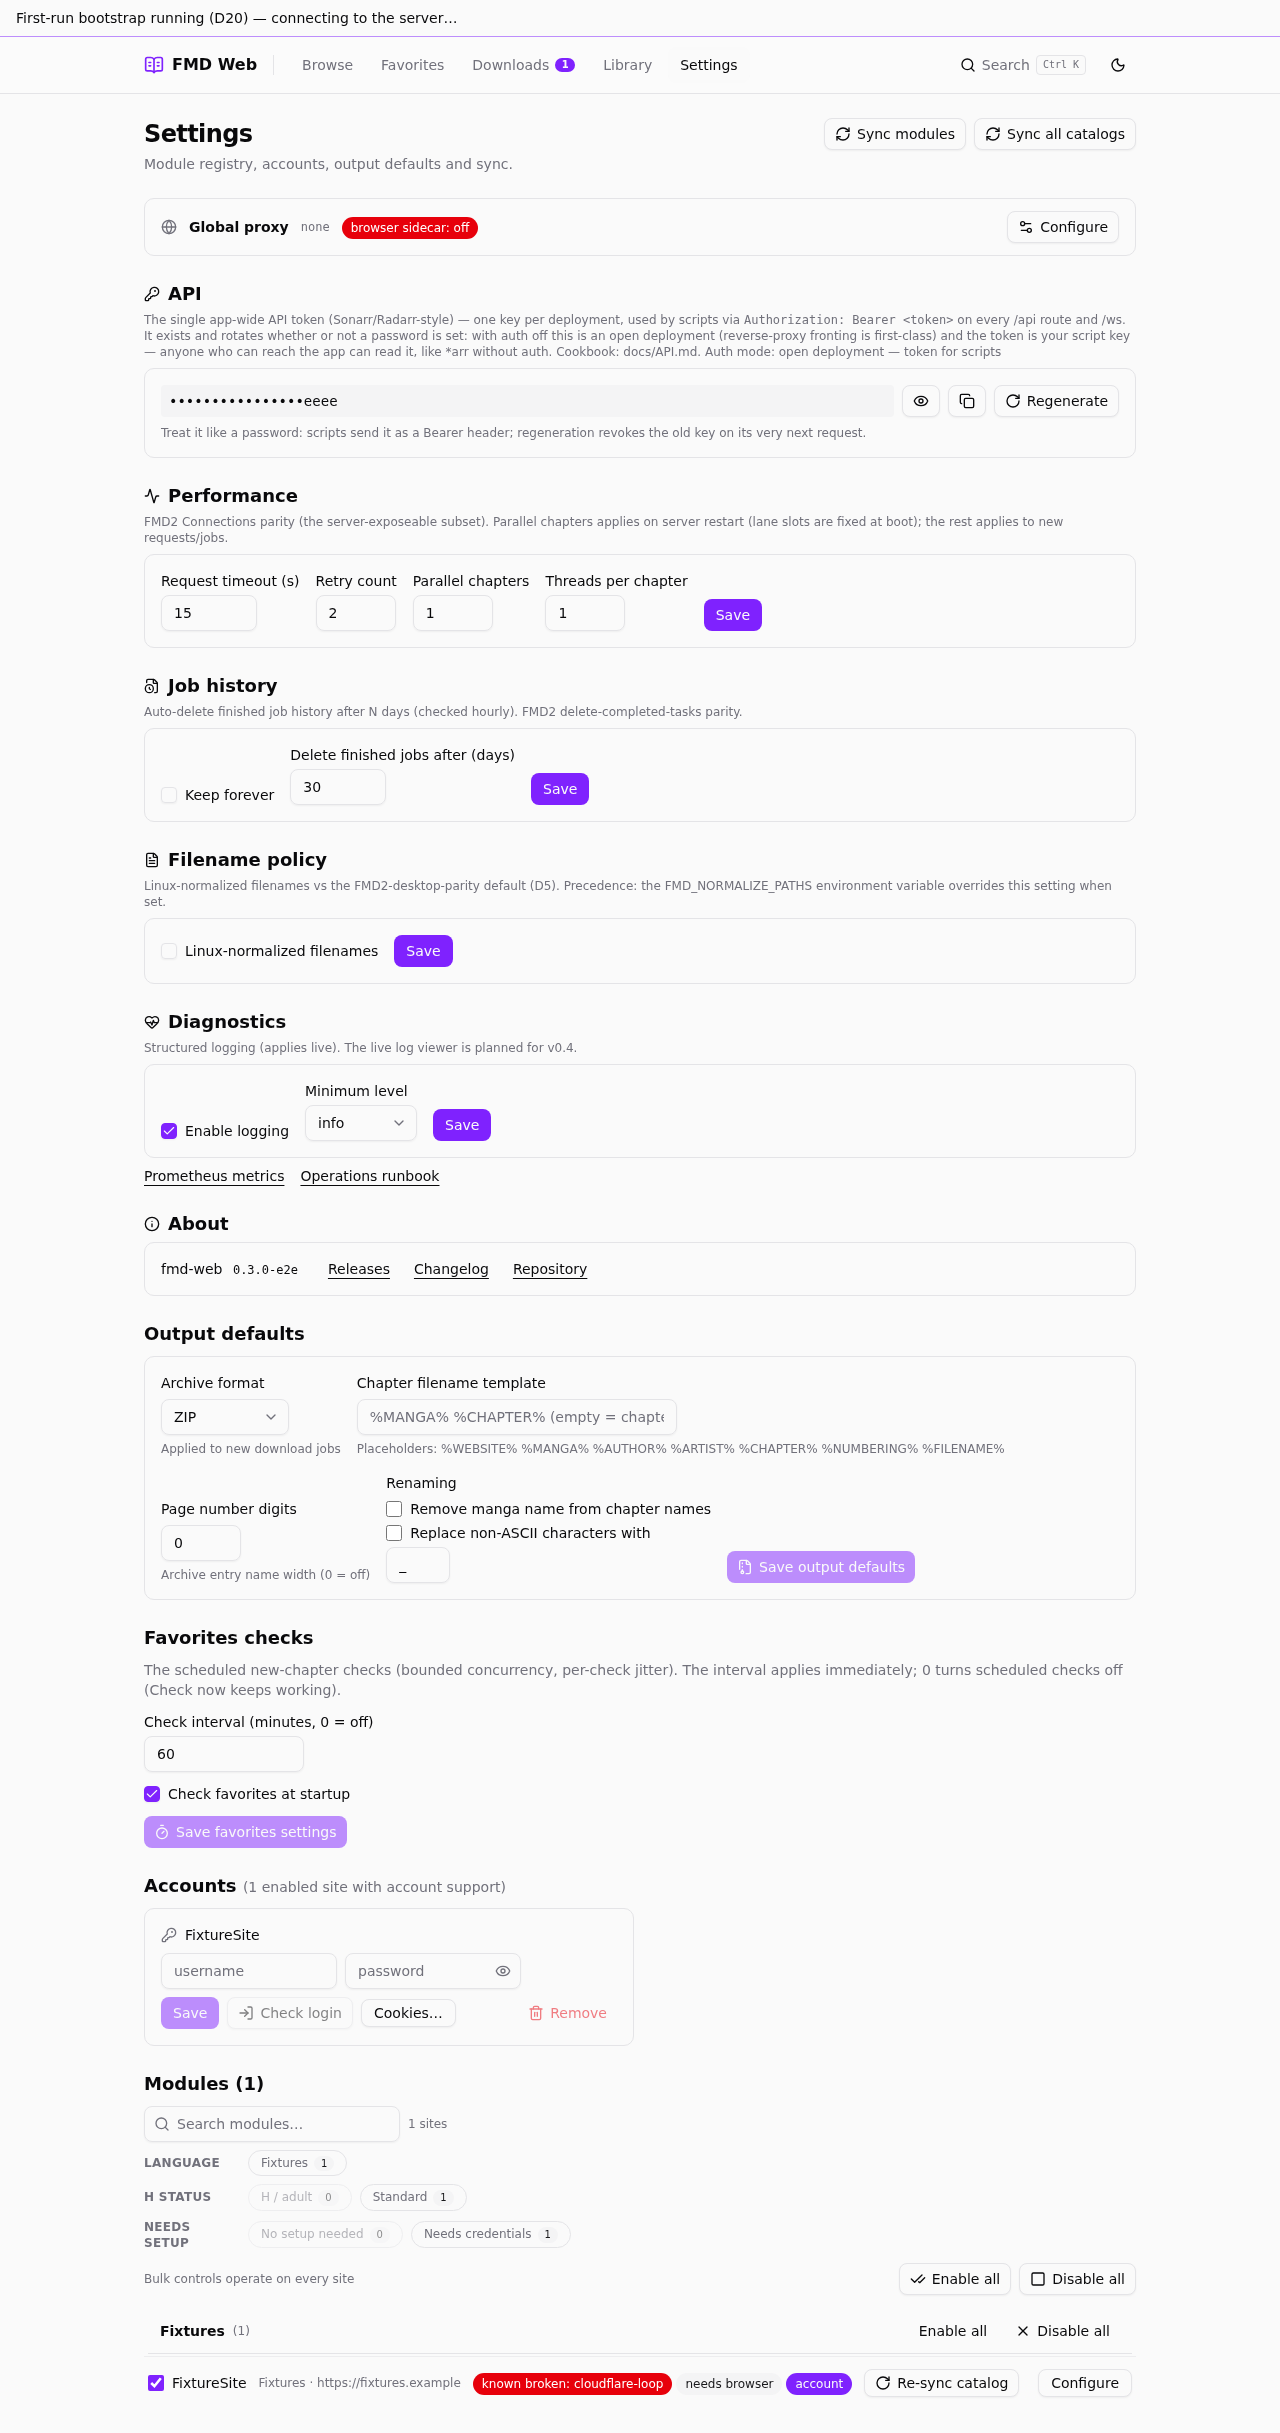 First-run bootstrap running (D20) — connecting to the server…
FMD Web
Browse
Favorites
Downloads 1
Library
Settings
Search Ctrl K
Settings
Sync modules
Sync all catalogs
Module registry, accounts, output defaults and sync.
Global proxy none browser sidecar: off
Configure
API
The single app-wide API token (Sonarr/Radarr-style) — one key per deployment, used by scripts via Authorization: Bearer <token> on every /api route and /ws.
It exists and rotates whether or not a password is set: with auth off this is an open deployment (reverse-proxy fronting is first-class) and the token is your script key
— anyone who can reach the app can read it, like *arr without auth. Cookbook: docs/API.md. Auth mode: open deployment — token for scripts
••••••••••••••••eeee
Regenerate
Treat it like a password: scripts send it as a Bearer header; regeneration revokes the old key on its very next request.
Performance
FMD2 Connections parity (the server-exposeable subset). Parallel chapters applies on server restart (lane slots are fixed at boot); the rest applies to new
requests/jobs.
Request timeout (s) Retry count Parallel chapters Threads per chapter
15 2 1 1 Save
Job history
Auto-delete finished job history after N days (checked hourly). FMD2 delete-completed-tasks parity.
Delete finished jobs after (days)
Keep forever 30 Save
Filename policy
Linux-normalized filenames vs the FMD2-desktop-parity default (D5). Precedence: the FMD_NORMALIZE_PATHS environment variable overrides this setting when
set.
Linux-normalized filenames Save
Diagnostics
Structured logging (applies live). The live log viewer is planned for v0.4.
Minimum level
Enable logging info Save
Prometheus metrics Operations runbook
About
fmd-web 0.3.0-e2e Releases Changelog Repository
Output defaults
Archive format Chapter filename template
ZIP %MANGA% %CHAPTER% (empty = chapte
Applied to new download jobs Placeholders: %WEBSITE% %MANGA% %AUTHOR% %ARTIST% %CHAPTER% %NUMBERING% %FILENAME%
Renaming
Page number digits Remove manga name from chapter names
Replace non-ASCII characters with
0 _ Save output defaults
Archive entry name width (0 = off)
Favorites checks
The scheduled new-chapter checks (bounded concurrency, per-check jitter). The interval applies immediately; 0 turns scheduled checks off
(Check now keeps working).
Check interval (minutes, 0 = off)
60
Check favorites at startup
Save favorites settings
Accounts (1 enabled site with account support)
FixtureSite
username password
Save Check login Cookies… Remove
Modules (1)
Search modules… 1 sites
LANGUAGE Fixtures 1
H STATUS H / adult 0 Standard 1
NEEDS
SETUP No setup needed 0 Needs credentials 1
Bulk controls operate on every site Enable all Disable all
Fixtures (1) Enable all Disable all
FixtureSite Fixtures · https://fixtures.example known broken: cloudflare-loop needs browser account Re-sync catalog Configure